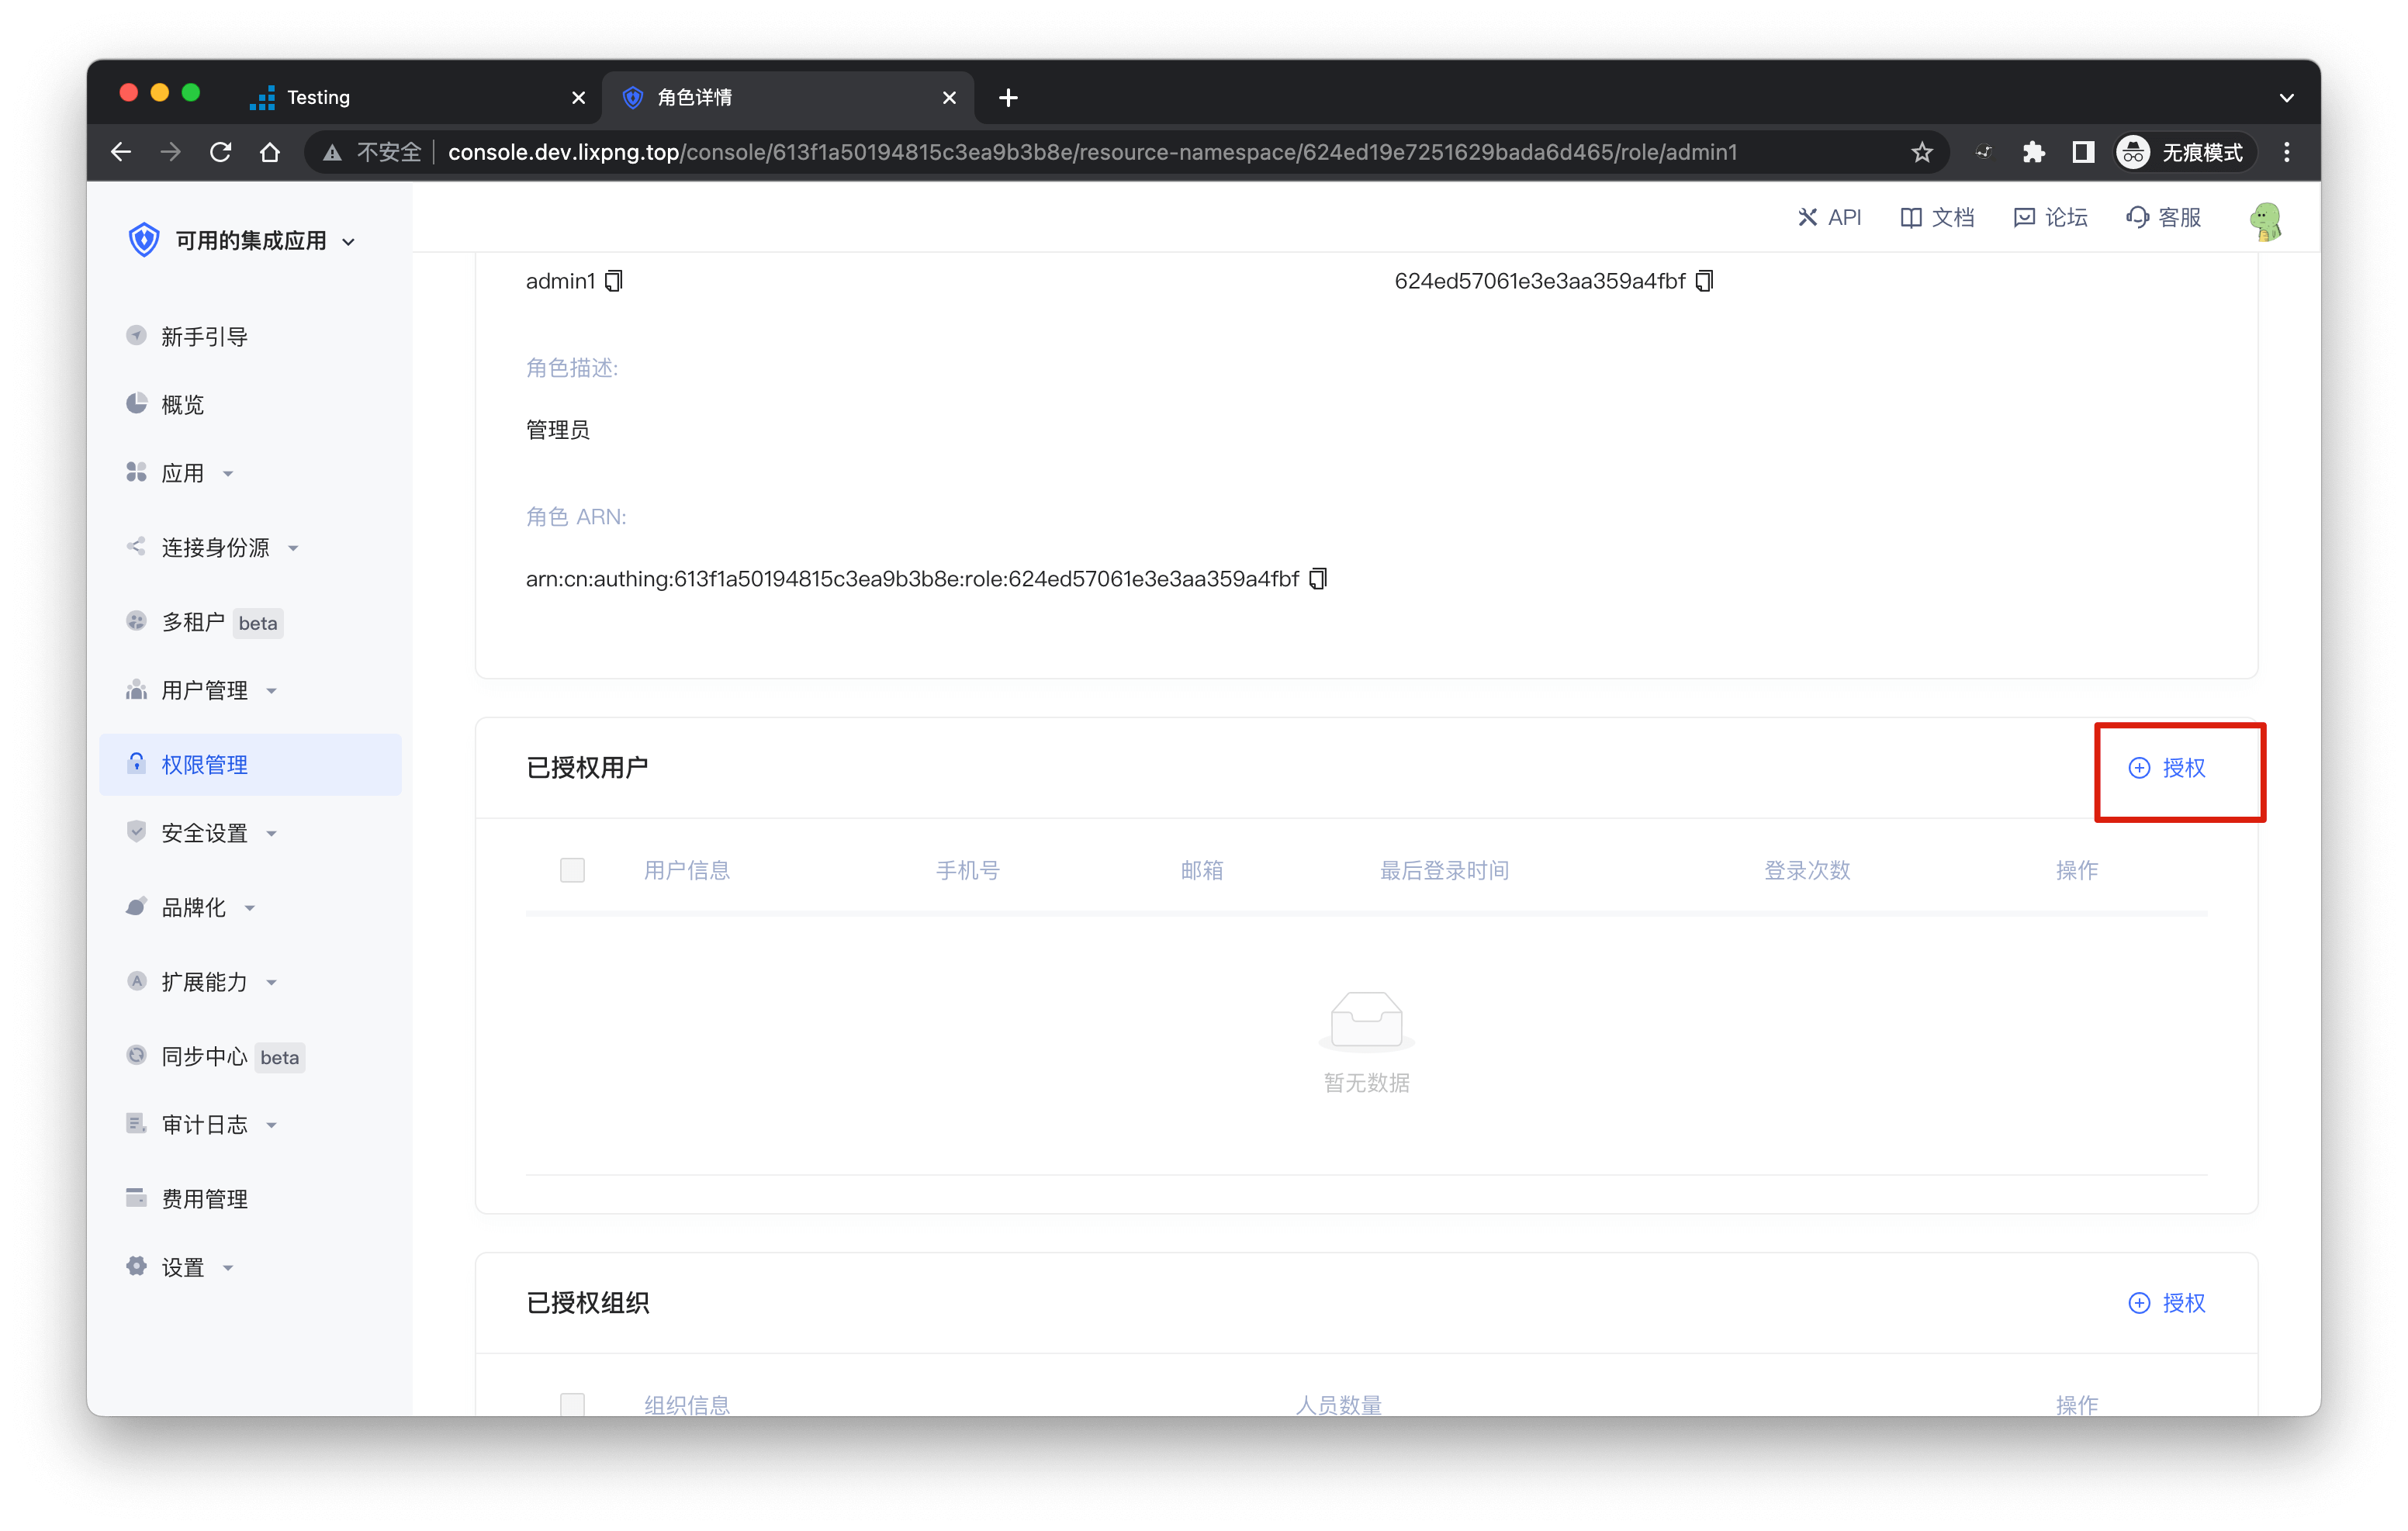 Testing
角色详情
不安全
console.dev.lixpng.top/console/613f1a50194815c3ea9b3b8e/resource-namespace/624ed19e7251629bada6d465/role/admin1
无痕模式
可用的集成应用
API
文档
论坛
客服
新手引导
概览
应用
连接身份源
多租户 beta
用户管理
权限管理
安全设置
品牌化
扩展能力
同步中心 beta
审计日志
费用管理
设置
admin1
624ed57061e3e3aa359a4fbf
角色描述:
管理员
角色 ARN:
arn:cn:authing:613f1a50194815c3ea9b3b8e:role:624ed57061e3e3aa359a4fbf
已授权用户
授权
用户信息
手机号
邮箱
最后登录时间
登录次数
操作
暂无数据
已授权组织
授权
组织信息
人员数量
操作